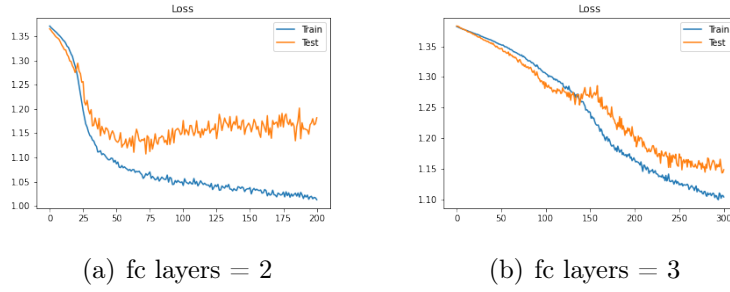 Loss
Train
Test
1.35
1.30
1.25
1.20
1.15
1.10
1.05
1.00
0 25 50 75 100 125 150 175 200
(a) fc layers = 2
Loss
Train
Test
1.35
1.30
1.25
1.20
1.15
1.10
0 50 100 150 200 250 300
(b) fc layers = 3